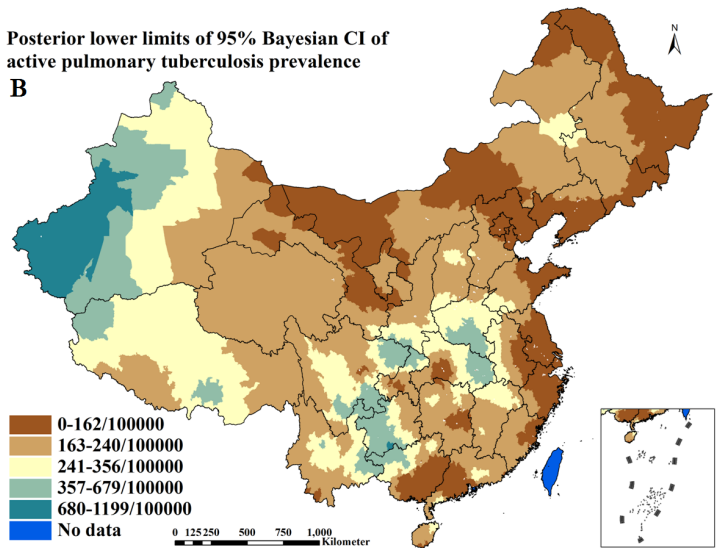 Posterior lower limits of 95% Bayesian CI of
active pulmonary tuberculosis prevalence
B
N
0-162/100000
163-240/100000
241-356/100000
357-679/100000
680-1199/100000
No data
0 125 250 500 750 1,000
Kilometer